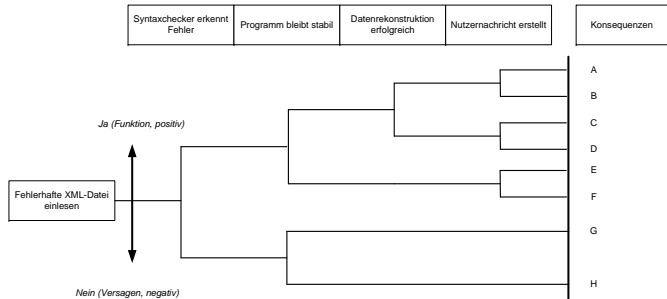 Syntaxchecker erkennt
Fehler
Programm bleibt stabil
Datenrekonstruktion
erfolgreich
Nutzernachricht erstellt
Konsequenzen
A
B
Ja (Funktion, positiv)
C
D
E
Fehlerhafte XML-Datei
einlesen
F
G
H
Nein (Versagen, negativ)